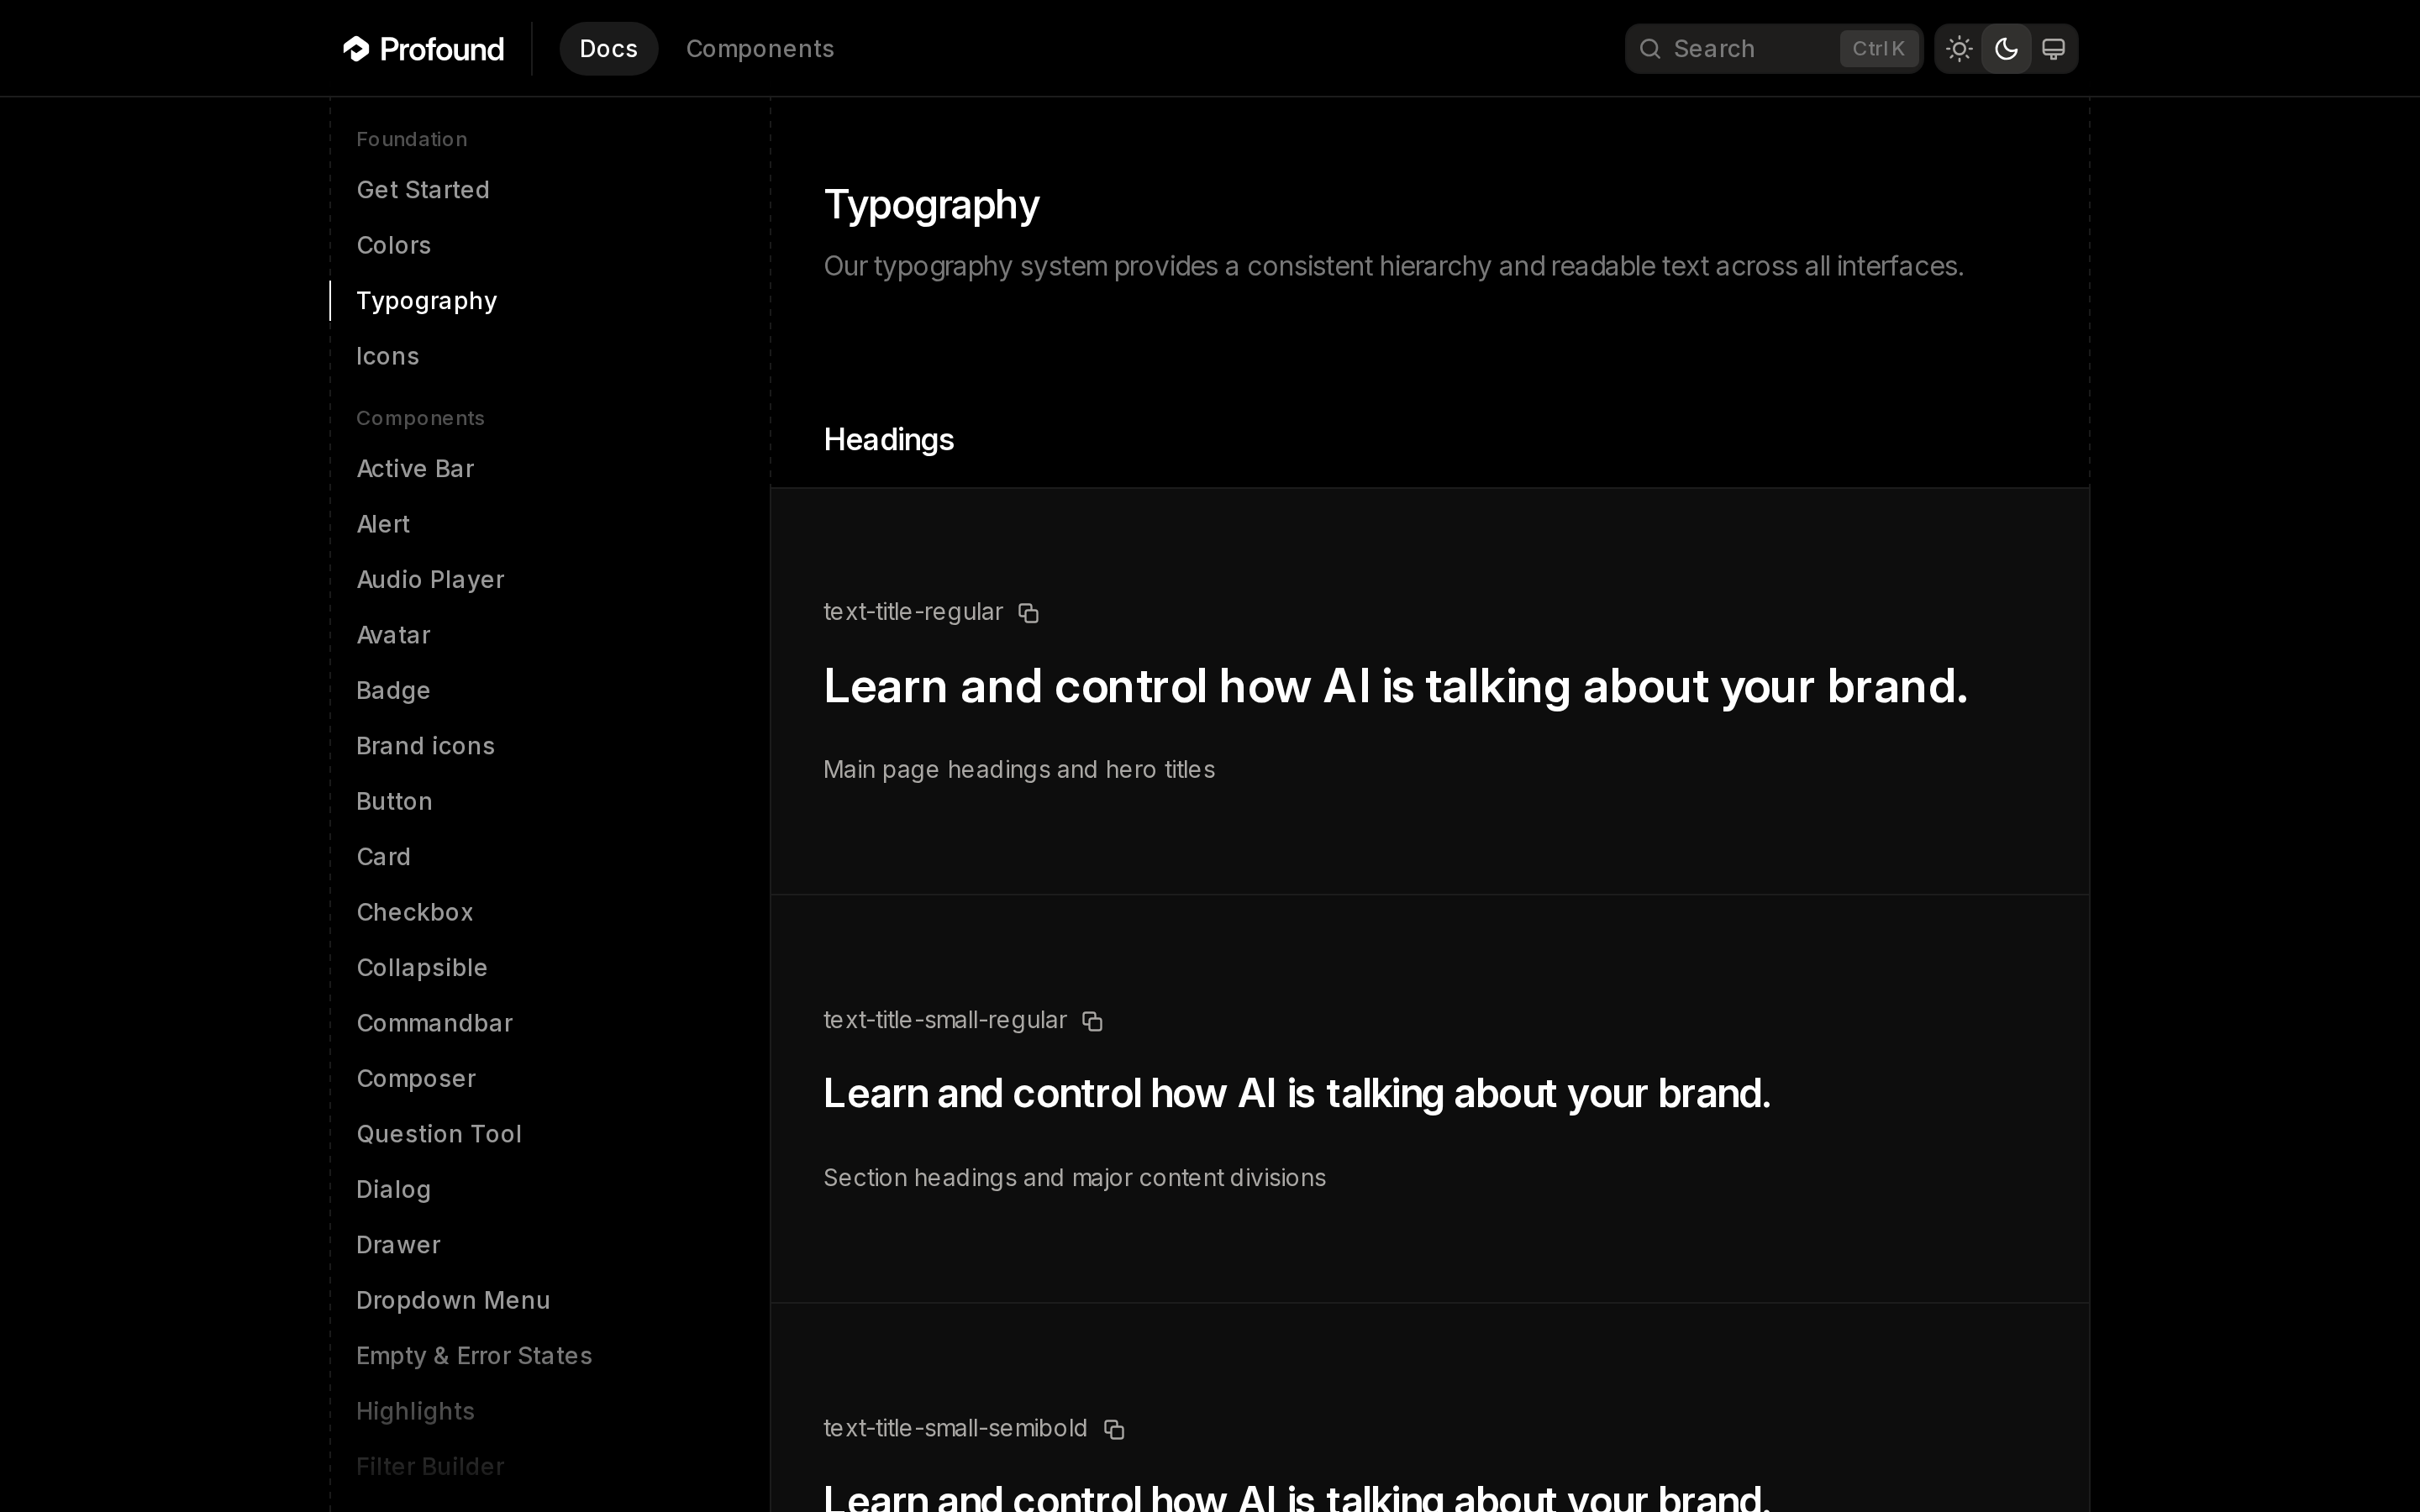 Profound
Docs
Components
Search
Ctrl K
Foundation
Get Started
Colors
Typography
Icons
Components
Active Bar
Alert
Audio Player
Avatar
Badge
Brand icons
Button
Card
Checkbox
Collapsible
Commandbar
Composer
Question Tool
Dialog
Drawer
Dropdown Menu
Empty & Error States
Highlights
Filter Builder
Typography
Our typography system provides a consistent hierarchy and readable text across all interfaces.
Headings
text-title-regular
Learn and control how AI is talking about your brand.
Main page headings and hero titles
text-title-small-regular
Learn and control how AI is talking about your brand.
Section headings and major content divisions
text-title-small-semibold
Learn and control how AI is talking about your brand.